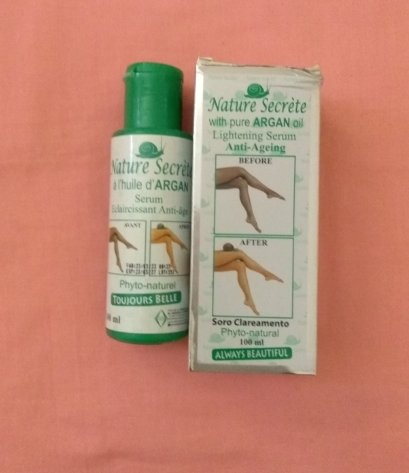 Nature Secrète
à l'huile d'ARGAN
Serum
Eclaircissant Anti-âge
AVANT
Phyto-naturel
TOUJOURS BELLE
ml
Nature Secrète
with pure ARGAN oil
Lightening Serum
Anti-Ageing
BEFORE
AFTER
Soro Clareamento
Phyto-natural
100 ml
ALWAYS BEAUTIFUL